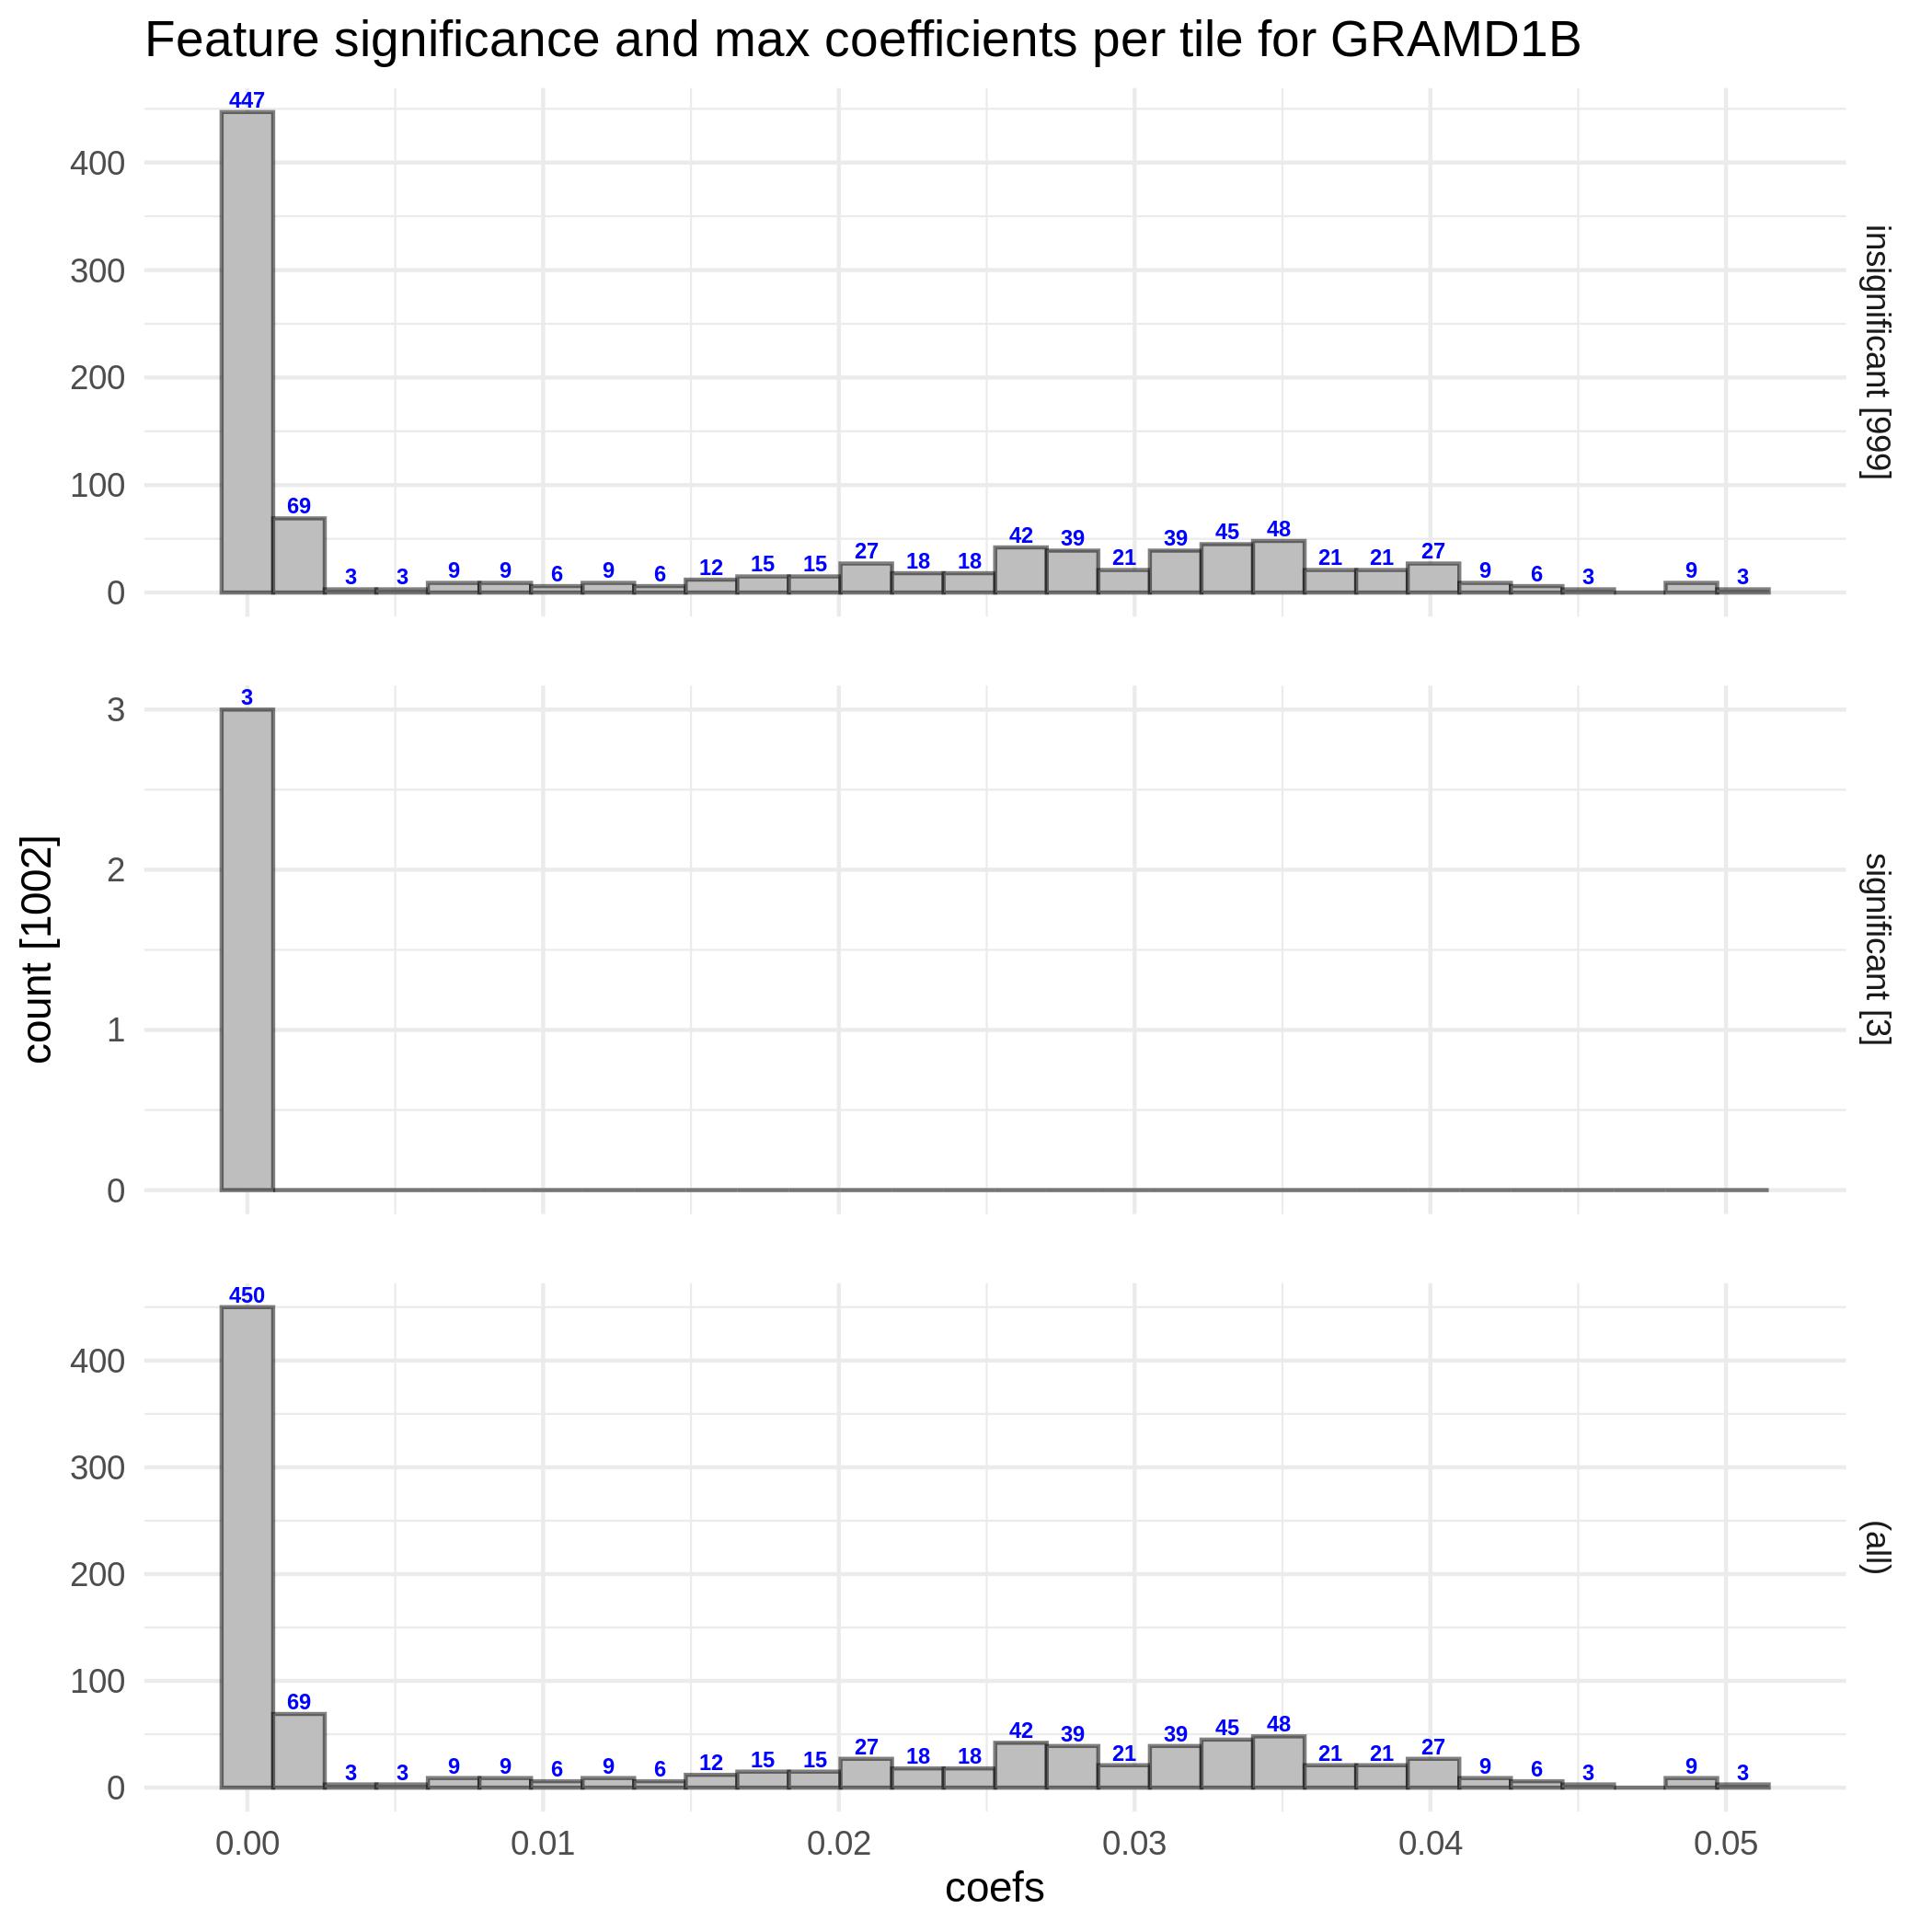 Feature significance and max coefficients per tile for GRAMD1B
447
400
300
200
100
0
69 3 3 9 9 6 9 6 12 15 15 27 18 18 42 39 21 39 45 48 21 21 27 9 6 3 9 3
insignificant [999]
3
3
2
1
0
significant [3]
count [1002]
450
400
300
200
100
0
69 3 3 9 9 6 9 6 12 15 15 27 18 18 42 39 21 39 45 48 21 21 27 9 6 3 9 3
(all)
0.00 0.01 0.02 0.03 0.04 0.05
coefs